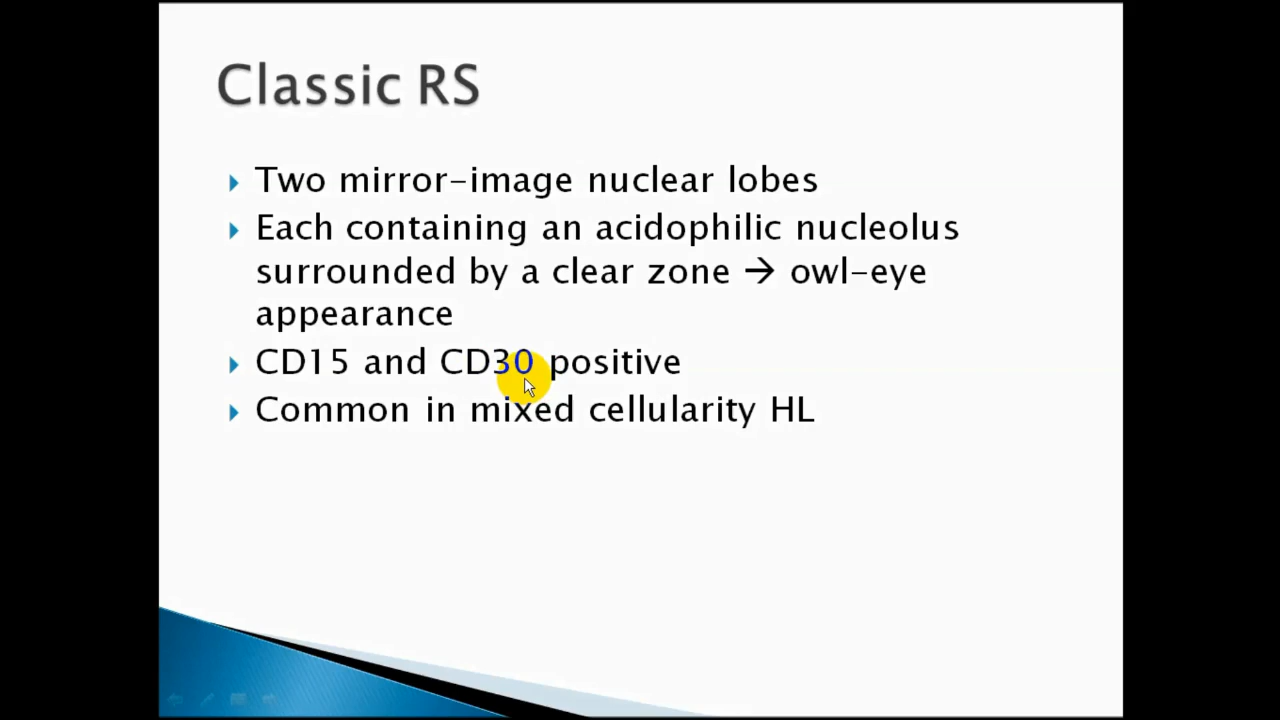 Classic RS
Two mirror-image nuclear lobes
Each containing an acidophilic nucleolus
surrounded by a clear zone → owl-eye
appearance
CD15 and CD30 positive
Common in mixed cellularity HL